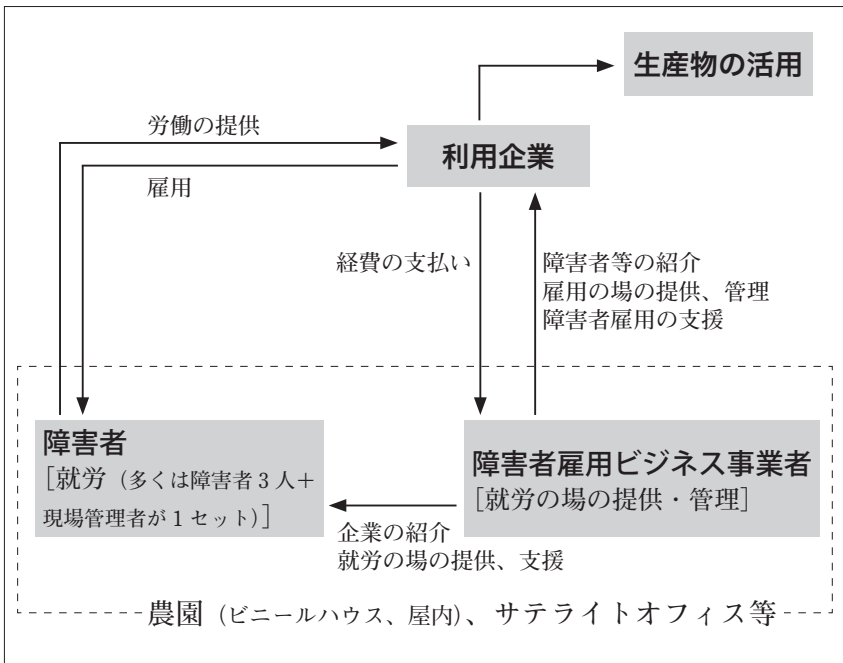 生産物の活用
労働の提供
利用企業
雇用
経費の支払い
障害者等の紹介
雇用の場の提供、管理
障害者雇用の支援
障害者
［就労（多くは障害者3人＋
現場管理者が1セット）］
障害者雇用ビジネス事業者
［就労の場の提供・管理］
企業の紹介
就労の場の提供、支援
農園（ビニールハウス、屋内）、サテライトオフィス等